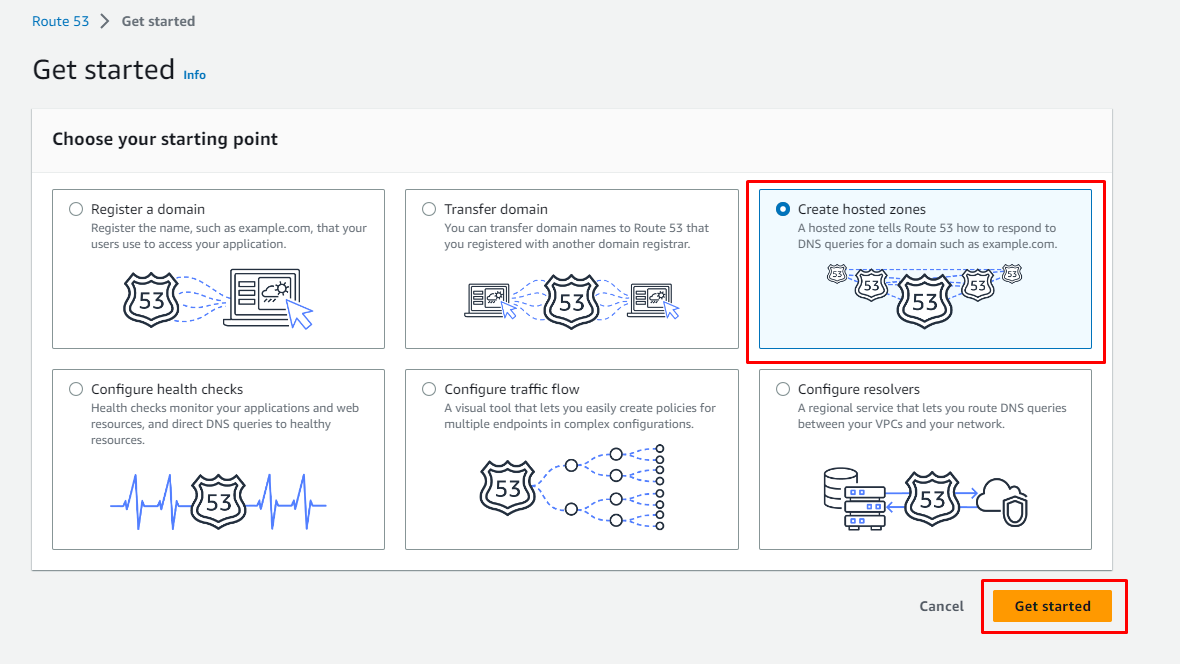 Route 53 > Get started
Get started Info
Choose your starting point
Register a domain
Register the name, such as example.com, that your
users use to access your application.
53
Transfer domain
You can transfer domain names to Route 53 that
you registered with another domain registrar.
53
Create hosted zones
A hosted zone tells Route 53 how to respond to
DNS queries for a domain such as example.com.
53 53 53 53 53
Configure health checks
Health checks monitor your applications and web
resources, and direct DNS queries to healthy
resources.
53
Configure traffic flow
A visual tool that lets you easily create policies for
multiple endpoints in complex configurations.
53
Configure resolvers
A regional service that lets you route DNS queries
between your VPCs and your network.
53
Cancel Get started